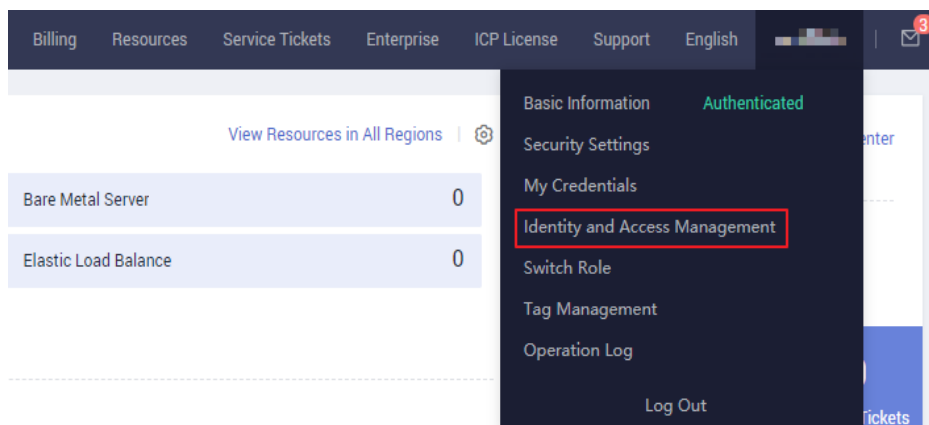 Billing Resources Service Tickets Enterprise ICP License Support English 3
Basic Information Authenticated
View Resources in All Regions enter
Security Settings
My Credentials
Bare Metal Server 0
Identity and Access Management
Elastic Load Balance 0
Switch Role
Tag Management
Operation Log
Log Out
Tickets